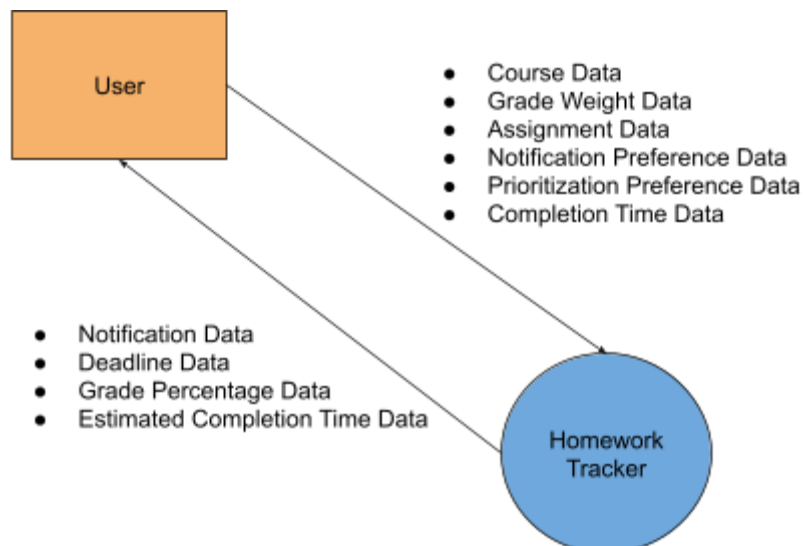 User
● Course Data
● Grade Weight Data
● Assignment Data
● Notification Preference Data
● Prioritization Preference Data
● Completion Time Data
● Notification Data
● Deadline Data
● Grade Percentage Data
● Estimated Completion Time Data
Homework
Tracker